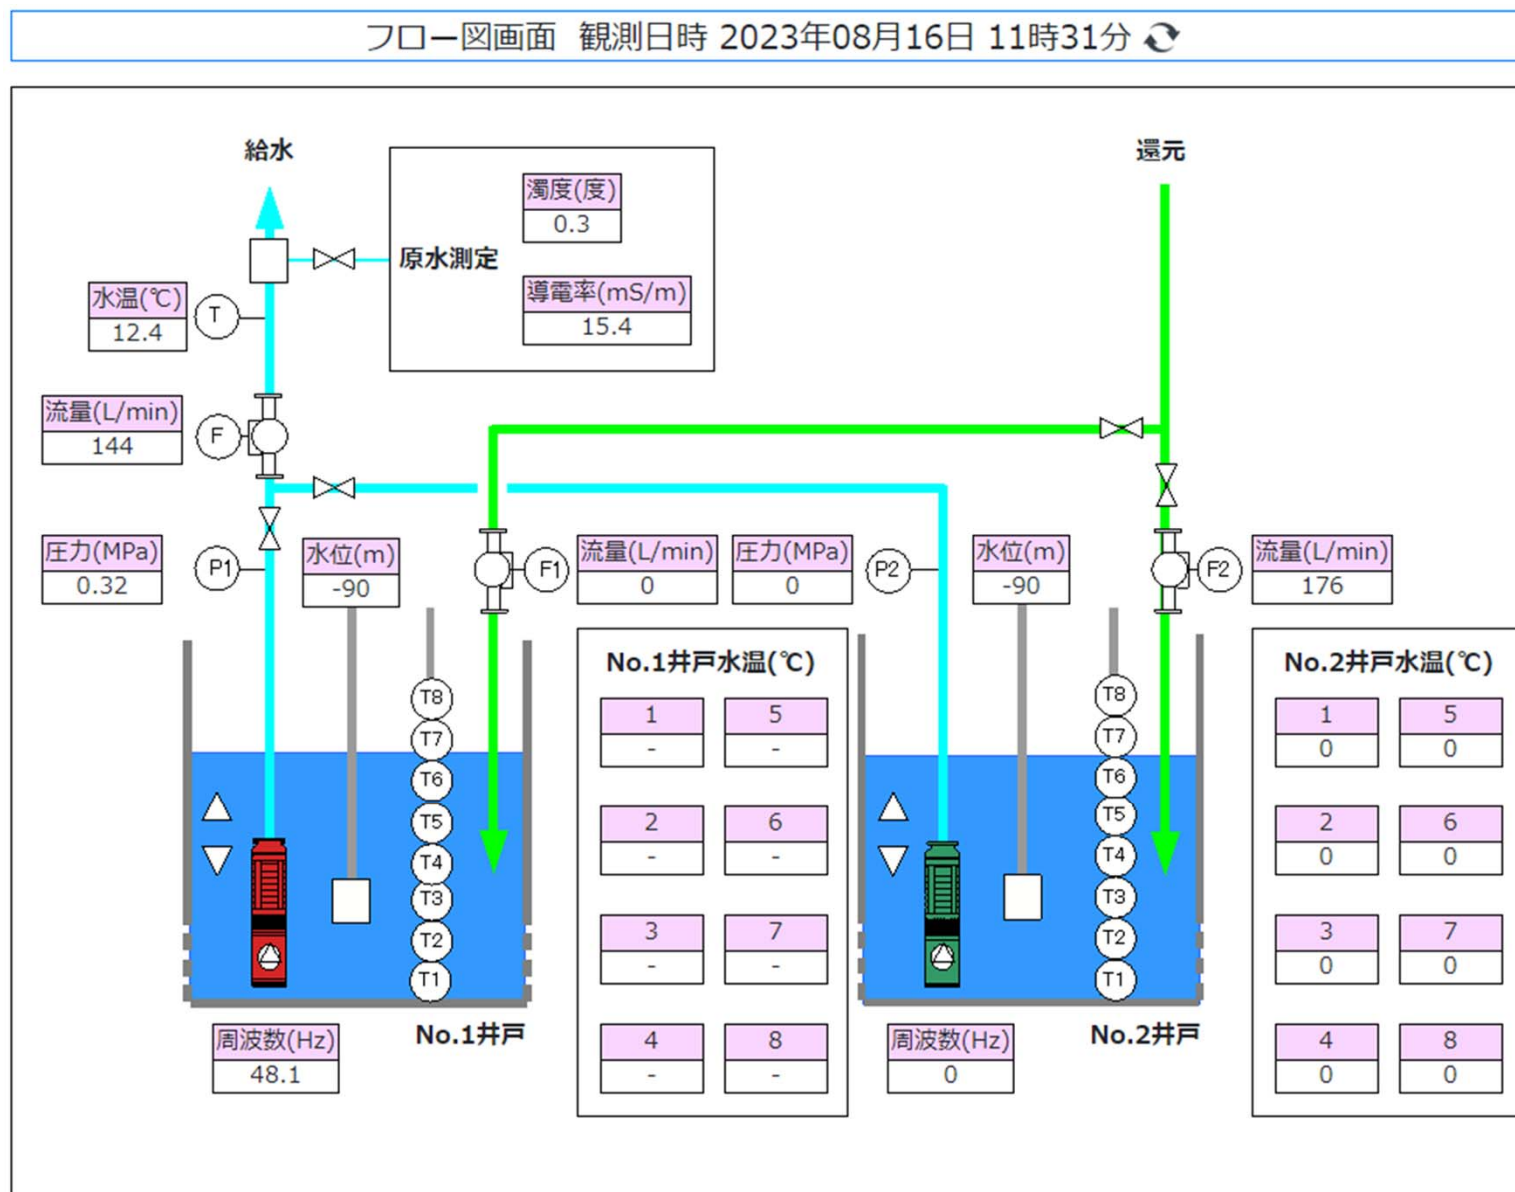 フロー図画面 観測日時 2023年08月16日 11時31分
給水
還元
濁度(度)
0.3
原水測定
導電率(mS/m)
15.4
水温(℃)
12.4
T
流量(L/min)
144
F
圧力(MPa)
0.32
P1
水位(m)
-90
F1
流量(L/min)
0
圧力(MPa)
0
P2
水位(m)
-90
F2
流量(L/min)
176
T8
T7
T6
T5
T4
T3
T2
T1
No.1井戸水温(℃)
1
-
5
-
2
-
6
-
3
-
7
-
4
-
8
-
T8
T7
T6
T5
T4
T3
T2
T1
No.2井戸水温(℃)
1
0
5
0
2
0
6
0
3
0
7
0
4
0
8
0
周波数(Hz)
48.1
No.1井戸
周波数(Hz)
0
No.2井戸